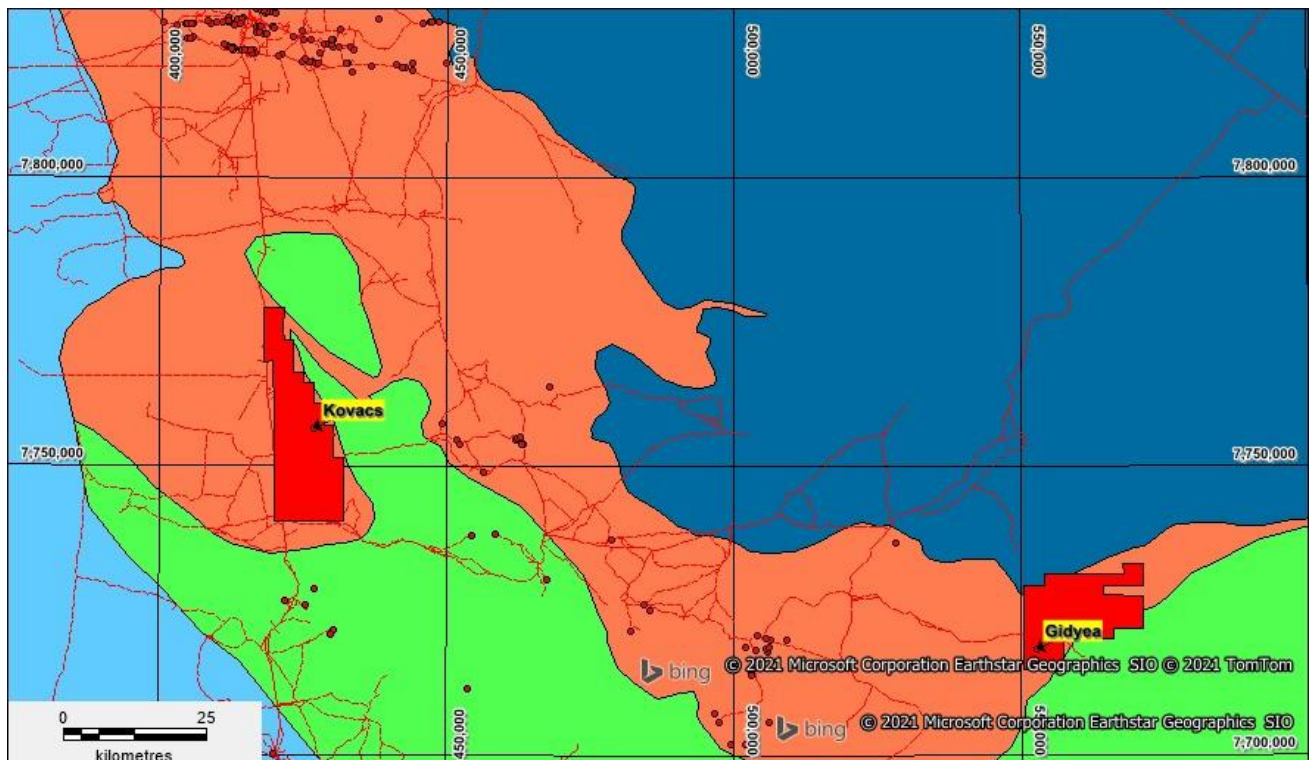 400,000
450,000
500,000
550,000
7,800,000
7,800,000
Kovacs
7,750,000
7,750,000
Gidyea
bing © 2021 Microsoft Corporation Earthstar Geographics SIO © 2021 TomTom
bing © 2021 Microsoft Corporation Earthstar Geographics SIO
0 25
kilometres
450,000
500,000
7,700,000